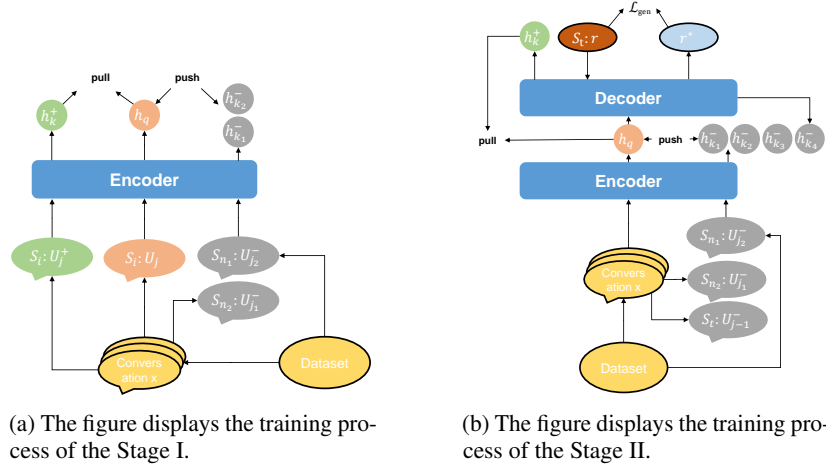 pull
push
h_k^+
h_q
h_{k_2}^-
h_{k_1}^-
Encoder
S_i: U_j^+
S_i: U_j
S_{n_1}: U_{j_2}^-
S_{n_2}: U_{j_1}^-
Convers
ation x
Dataset
(a) The figure displays the training pro-
cess of the Stage I.
ℒ_gen
h_k^+
S_t: r
r^*
Decoder
pull
h_q
push
h_{k_1}^-
h_{k_2}^-
h_{k_3}^-
h_{k_4}^-
Encoder
S_{n_1}: U_{j_2}^-
Convers
ation x
S_{n_2}: U_{j_1}^-
S_t: U_{j-1}^-
Dataset
(b) The figure displays the training pro-
cess of the Stage II.